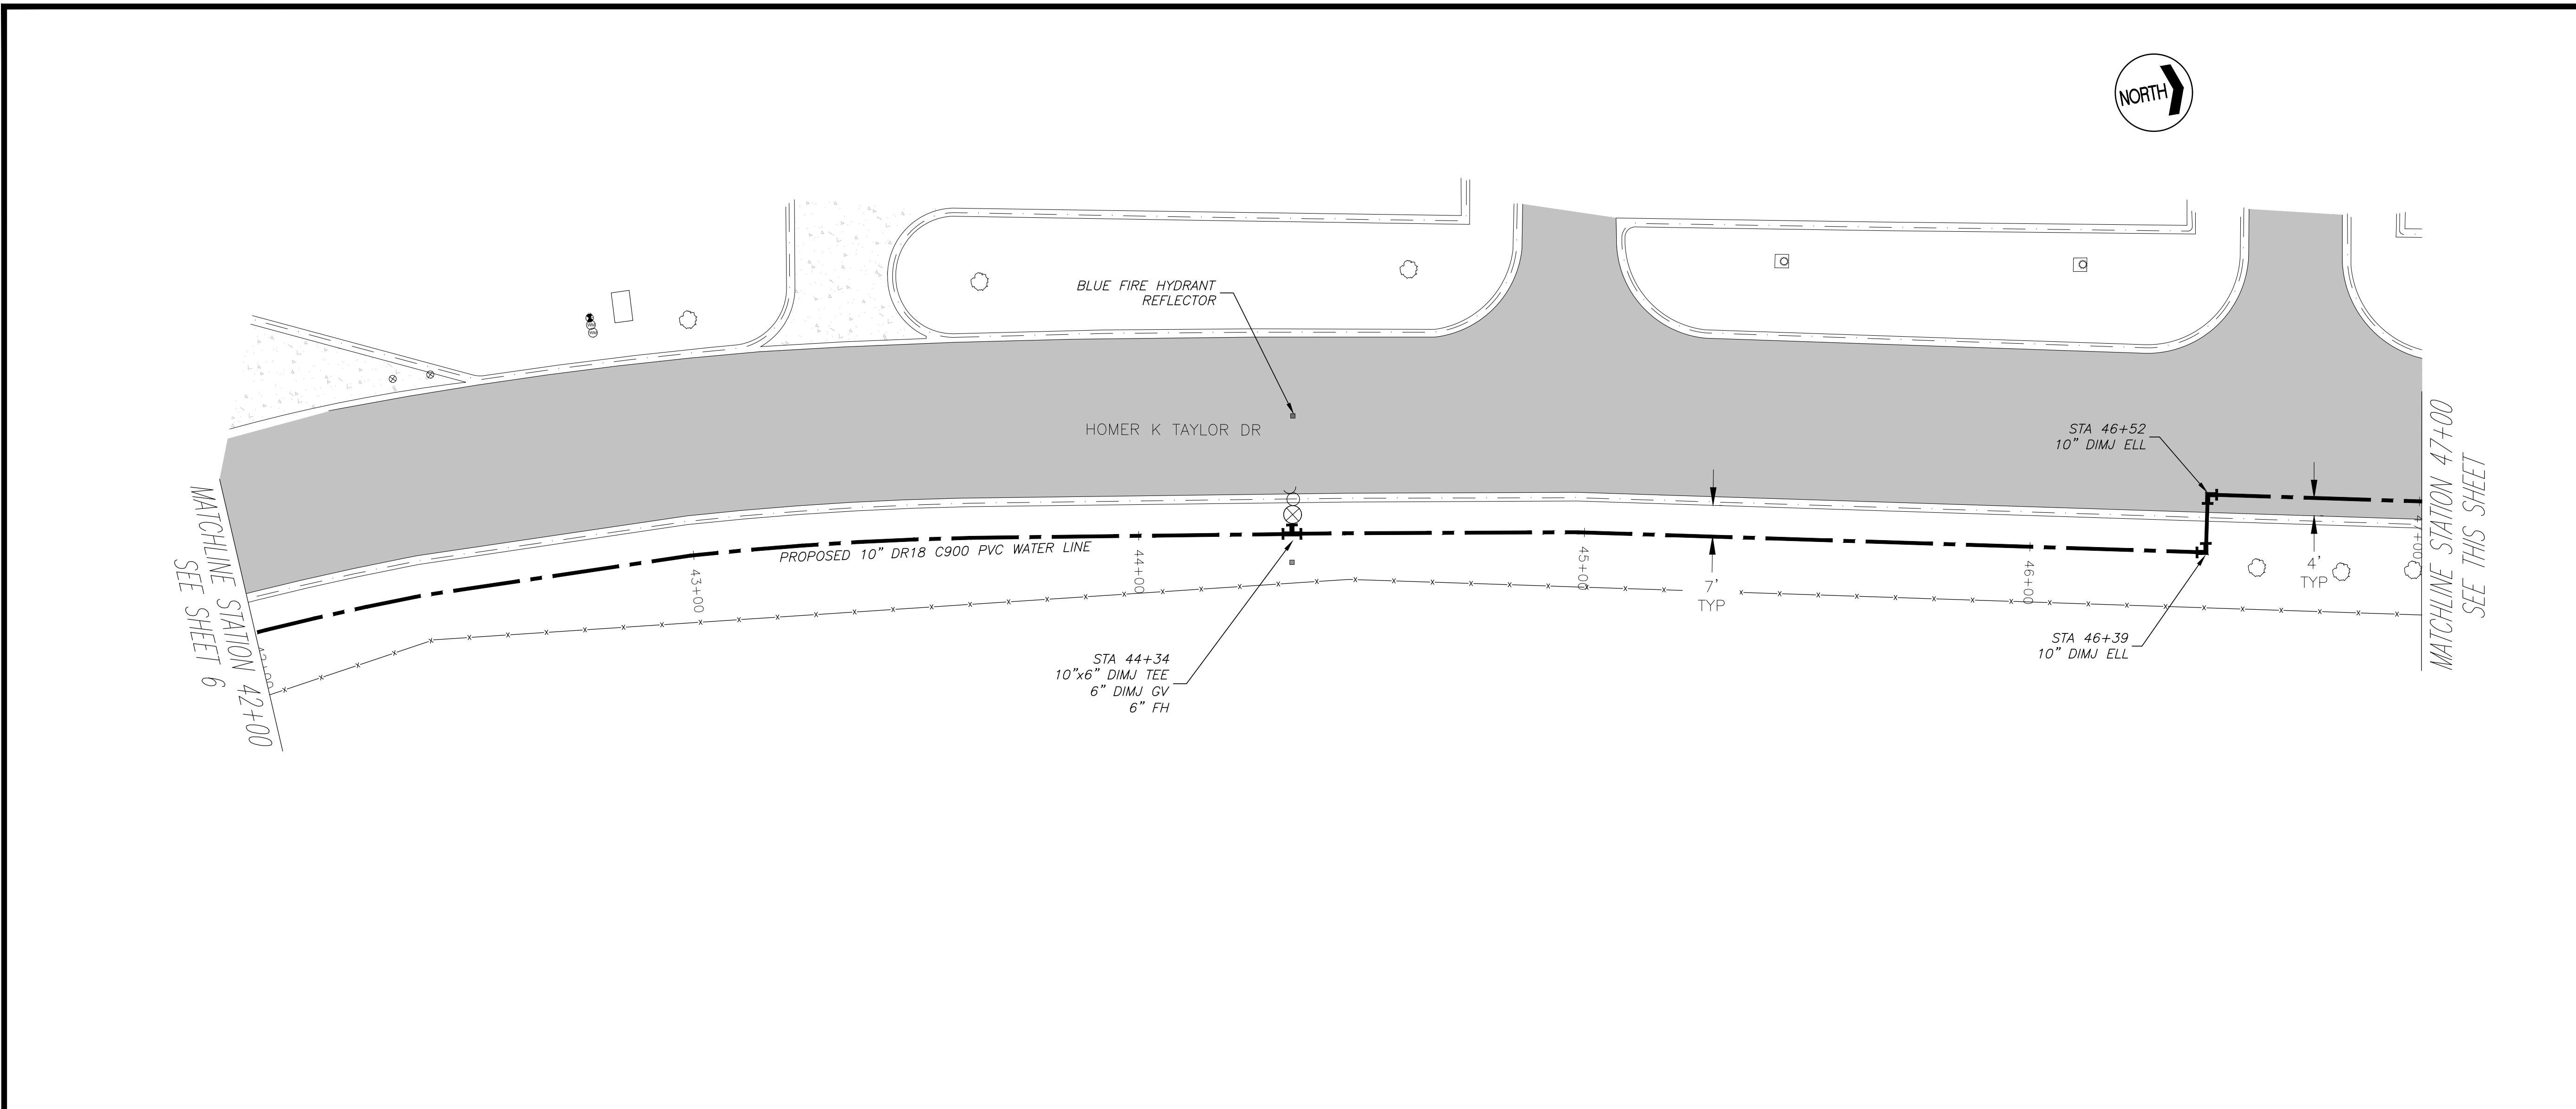 NORTH
BLUE FIRE HYDRANT
REFLECTOR
HOMER K TAYLOR DR
STA 46+52
10" DIMJ ELL
MATCHLINE STATION 47+00
SEE THIS SHEET
MATCHLINE STATION 42+00
SEE SHEET 6
PROPOSED 10" DR18 C900 PVC WATER LINE
43+00
44+00
45+00
46+00
47+00
7'
TYP
4'
TYP
STA 44+34
10"x6" DIMJ TEE
6" DIMJ GV
6" FH
STA 46+39
10" DIMJ ELL